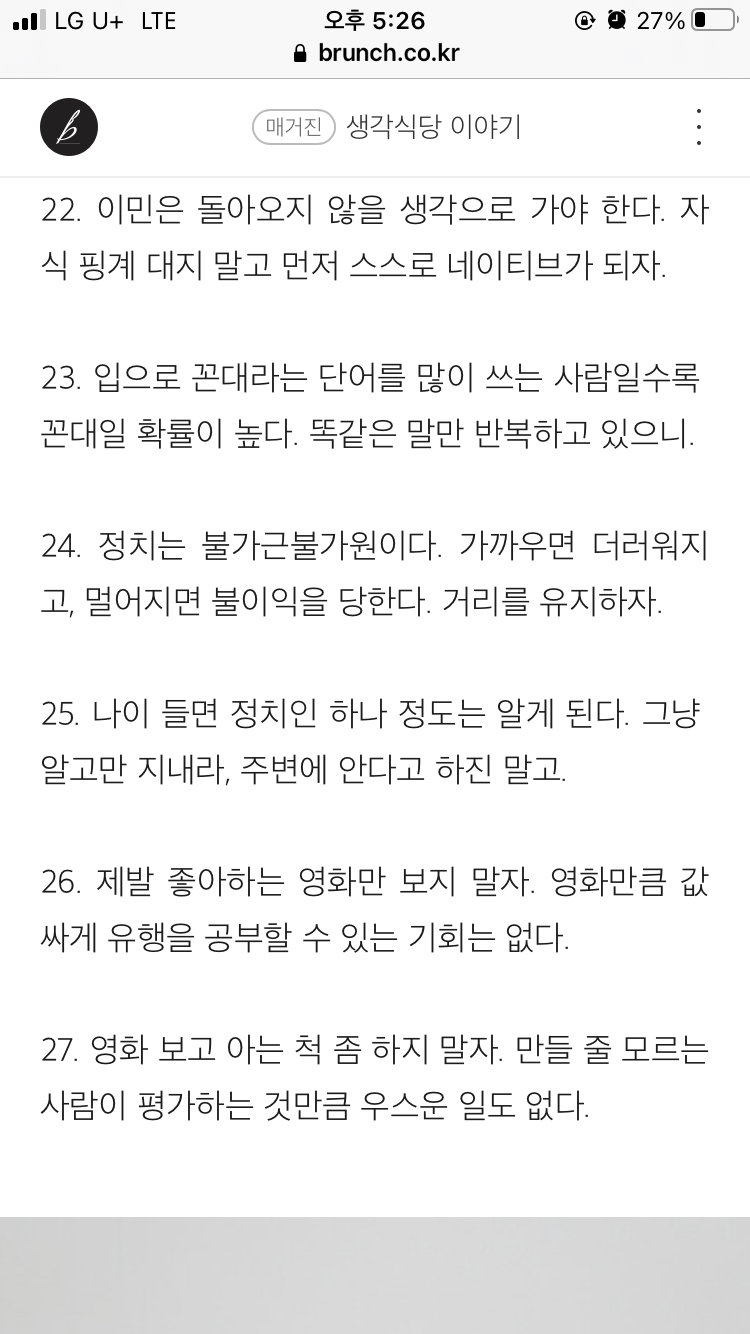 LG U+ LTE 오후 5:26 27%
brunch.co.kr
b 매거진 생각식당 이야기
22. 이민은 돌아오지 않을 생각으로 가야 한다. 자
식 핑계 대지 말고 먼저 스스로 네이티브가 되자.
23. 입으로 꼰대라는 단어를 많이 쓰는 사람일수록
꼰대일 확률이 높다. 똑같은 말만 반복하고 있으니.
24. 정치는 불가근불가원이다. 가까우면 더러워지
고, 멀어지면 불이익을 당한다. 거리를 유지하자.
25. 나이 들면 정치인 하나 정도는 알게 된다. 그냥
알고만 지내라, 주변에 안다고 하진 말고.
26. 제발 좋아하는 영화만 보지 말자. 영화만큼 값
싸게 유행을 공부할 수 있는 기회는 없다.
27. 영화 보고 아는 척 좀 하지 말자. 만들 줄 모르는
사람이 평가하는 것만큼 우스운 일도 없다.